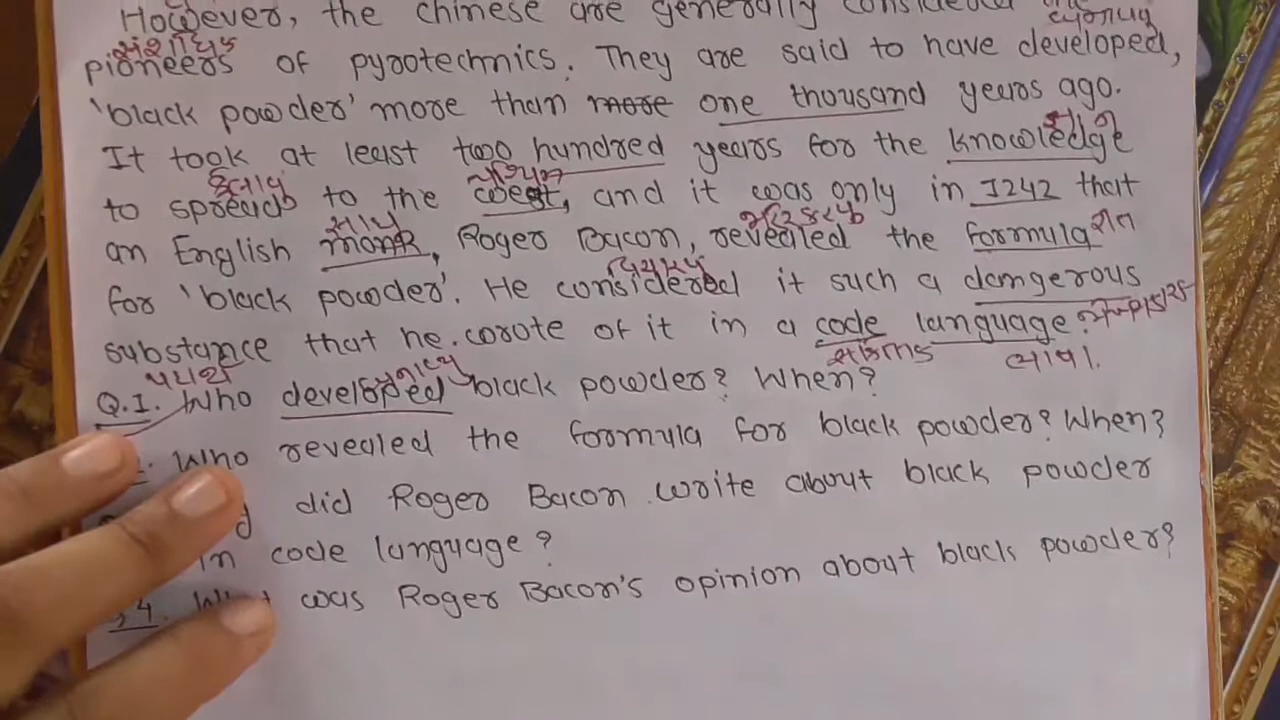 However, the chinese are generally considered the
pioneers of pyrotechnics. They are said to have developed,
'black powder' more than more one thousand years ago.
It took at least two hundred years for the knowledge
ફેલાવવુ
to spread to the west, and it was only in 1242 that
સાધુ
an English monk, Roger Bacon, revealed the formula
for 'black powder'. He considered it such a dangerous
substance that he wrote of it in a code language.
પદાર્થ
ભાષા.
Q.1. Who developed black powder? When?
Who revealed the formula for black powder? When?
did Roger Bacon write about black powder
in code language?
4. What was Roger Bacon's opinion about black powder?